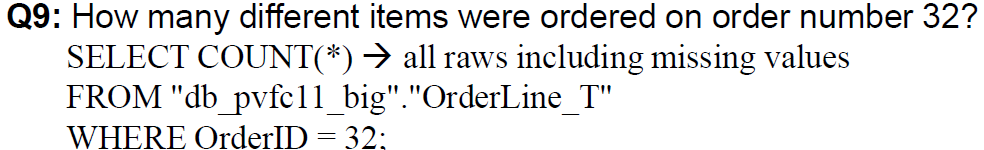 Q9: How many different items were ordered on order number 32?
SELECT COUNT(*) → all raws including missing values
FROM "db_pvfc11_big"."OrderLine_T"
WHERE OrderID = 32;